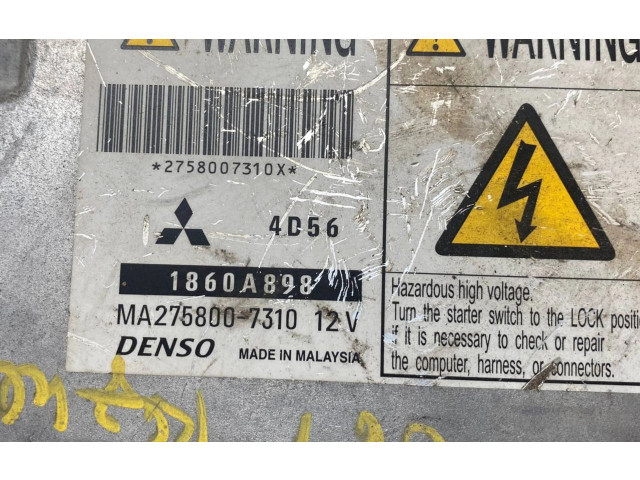 WARNING
*2758007310X*
4D56
1860A898
MA275800-7310 12V
DENSO MADE IN MALAYSIA
WARNING
Hazardous high voltage.
Turn the starter switch to the LOCK positi
if it is necessary to check or repair
the computer, harness, or connectors.